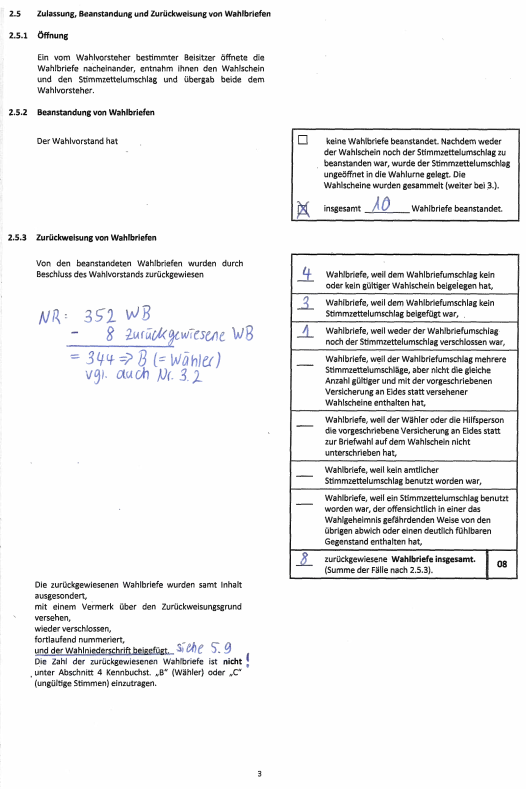 2.5 Zulassung, Beanstandung und Zurückweisung von Wahlbriefen
2.5.1 Öffnung
Ein vom Wahlvorsteher bestimmter Beisitzer öffnete die
Wahlbriefe nacheinander, entnahm ihnen den Wahlschein
und den Stimmzettelumschlag und übergab beide dem
Wahlvorsteher.
2.5.2 Beanstandung von Wahlbriefen
Der Wahlvorstand hat
☐ keine Wahlbriefe beanstandet. Nachdem weder
der Wahlschein noch der Stimmzettelumschlag zu
beanstanden war, wurde der Stimmzettelumschlag
ungeöffnet in die Wahlurne gelegt. Die
Wahlscheine wurden gesammelt (weiter bei 3.).
☒ insgesamt 10 Wahlbriefe beanstandet.
2.5.3 Zurückweisung von Wahlbriefen
Von den beanstandeten Wahlbriefen wurden durch
Beschluss des Wahlvorstands zurückgewiesen
NR: 352 WB
- 8 zurückgewiesene WB
= 344 => B (= Wähler)
vgl. auch Nr. 3.2
4 Wahlbriefe, weil dem Wahlbriefumschlag kein
oder kein gültiger Wahlschein beigelegen hat,
3 Wahlbriefe, weil dem Wahlbriefumschlag kein
Stimmzettelumschlag beigefügt war,
1 Wahlbriefe, weil weder der Wahlbriefumschlag
noch der Stimmzettelumschlag verschlossen war,
Wahlbriefe, weil der Wahlbriefumschlag mehrere
Stimmzettelumschläge, aber nicht die gleiche
Anzahl gültiger und mit der vorgeschriebenen
Versicherung an Eides statt versehener
Wahlscheine enthalten hat,
Wahlbriefe, weil der Wähler oder die Hilfsperson
die vorgeschriebene Versicherung an Eides statt
zur Briefwahl auf dem Wahlschein nicht
unterschrieben hat,
Wahlbriefe, weil kein amtlicher
Stimmzettelumschlag benutzt worden war,
Wahlbriefe, weil ein Stimmzettelumschlag benutzt
worden war, der offensichtlich in einer das
Wahlgeheimnis gefährdenden Weise von den
übrigen abwich oder einen deutlich fühlbaren
Gegenstand enthalten hat,
8 zurückgewiesene Wahlbriefe insgesamt.
(Summe der Fälle nach 2.5.3). 08
Die zurückgewiesenen Wahlbriefe wurden samt Inhalt
ausgesondert,
mit einem Vermerk über den Zurückweisungsgrund
versehen,
wieder verschlossen,
fortlaufend nummeriert,
und der Wahlniederschrift beigefügt. siehe 5.9
Die Zahl der zurückgewiesenen Wahlbriefe ist nicht !
unter Abschnitt 4 Kennbuchst. „B" (Wähler) oder „C"
(ungültige Stimmen) einzutragen.
3